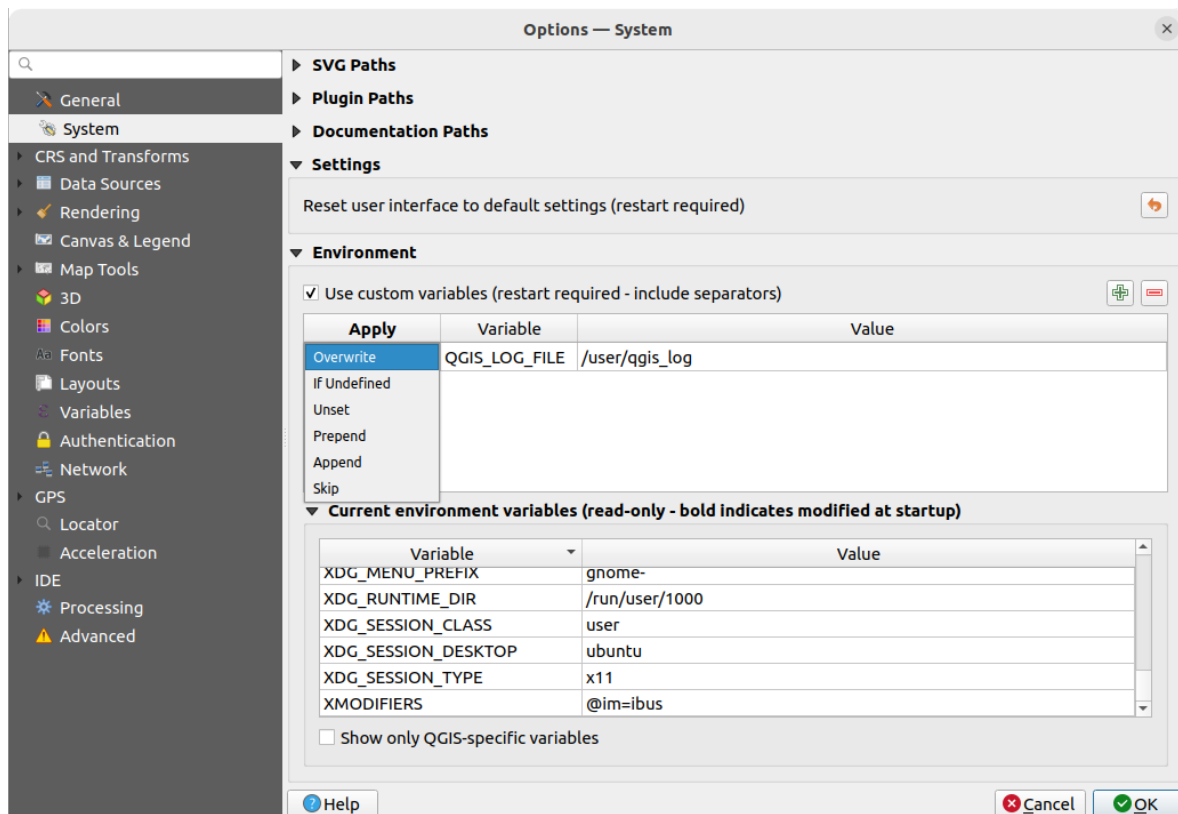 Options — System
SVG Paths
General
Plugin Paths
System
Documentation Paths
CRS and Transforms
Settings
Data Sources
Rendering
Reset user interface to default settings (restart required)
Canvas & Legend
Environment
Map Tools
3D
Use custom variables (restart required - include separators)
Colors
Apply Variable Value
Aa Fonts
Overwrite QGIS_LOG_FILE /user/qgis_log
Layouts
If Undefined
Variables
Unset
Authentication
Prepend
Network
Append
GPS
Skip
Locator
Current environment variables (read-only - bold indicates modified at startup)
Acceleration
Variable Value
IDE
XDG_MENU_PREFIX gnome-
Processing
XDG_RUNTIME_DIR /run/user/1000
Advanced
XDG_SESSION_CLASS user
XDG_SESSION_DESKTOP ubuntu
XDG_SESSION_TYPE x11
XMODIFIERS @im=ibus
Show only QGIS-specific variables
Help Cancel OK